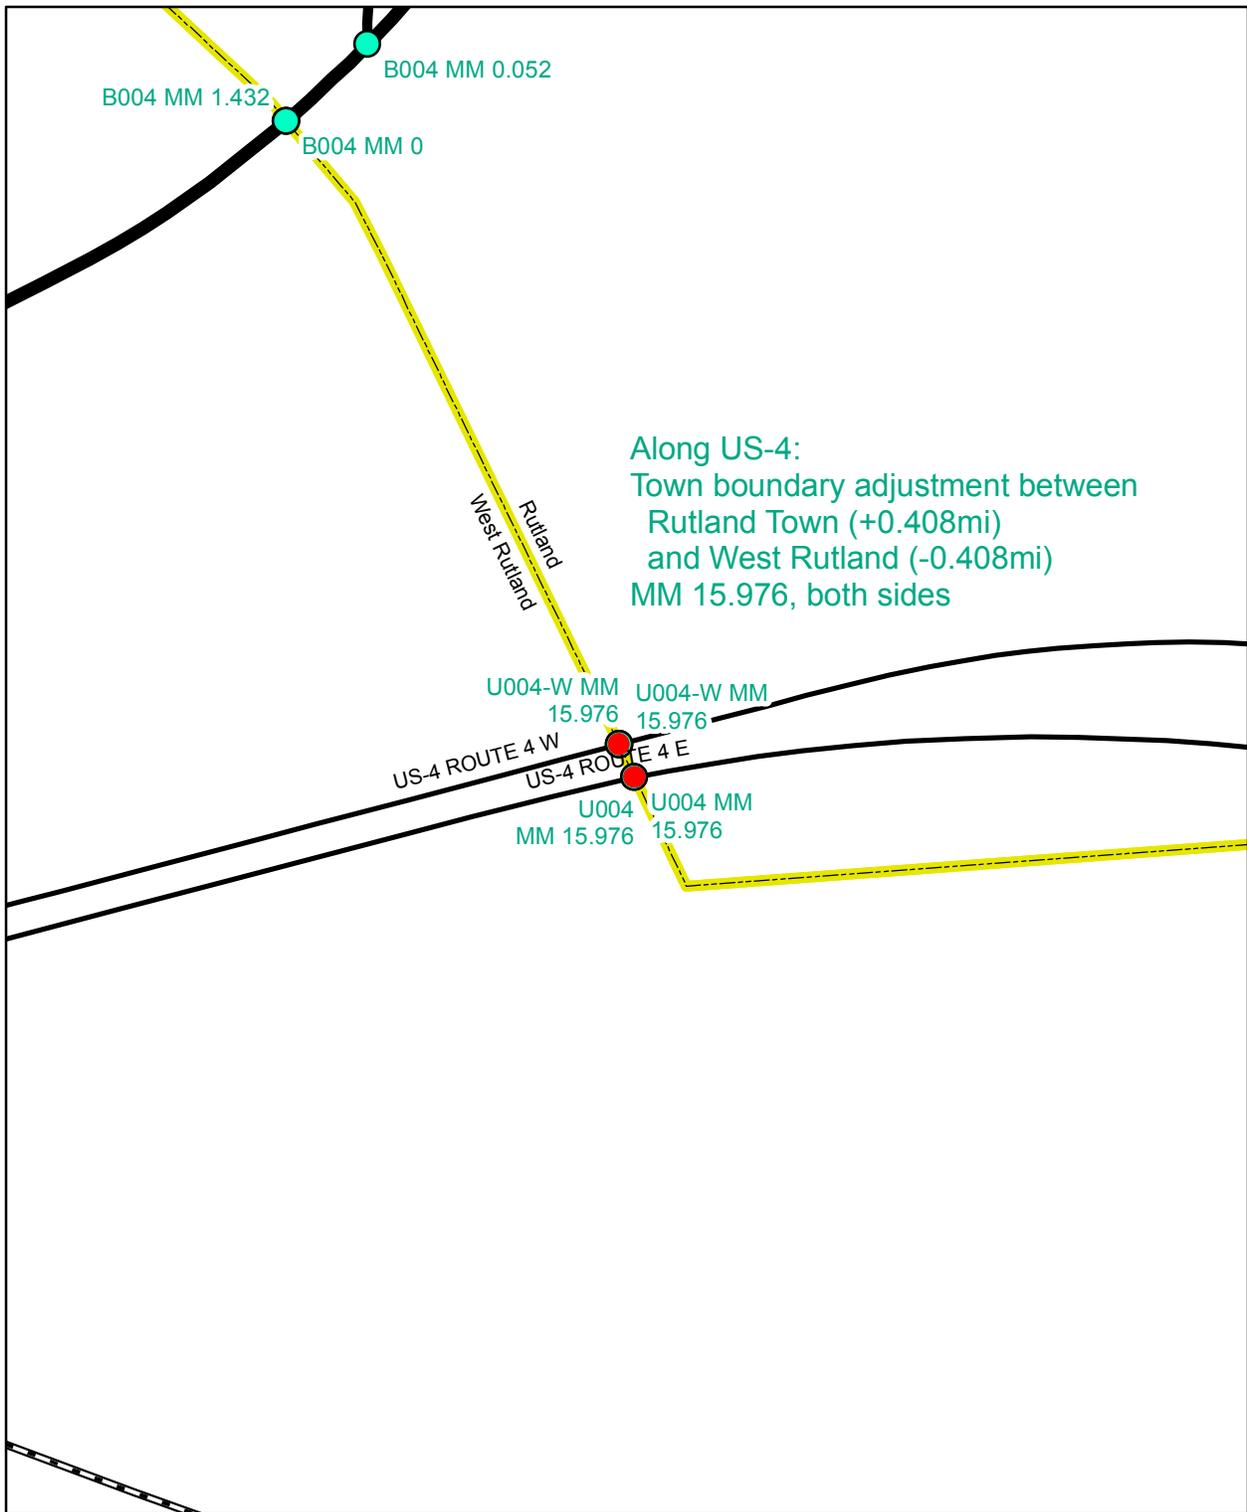 B004 MM 0.052
B004 MM 1.432
B004 MM 0
Along US-4:
Town boundary adjustment between
Rutland Town (+0.408mi)
and West Rutland (-0.408mi)
MM 15.976, both sides
Rutland
West Rutland
U004-W MM
15.976
U004-W MM
15.976
US-4 ROUTE 4 W
US-4 ROUTE 4 E
U004
MM 15.976
U004 MM
15.976